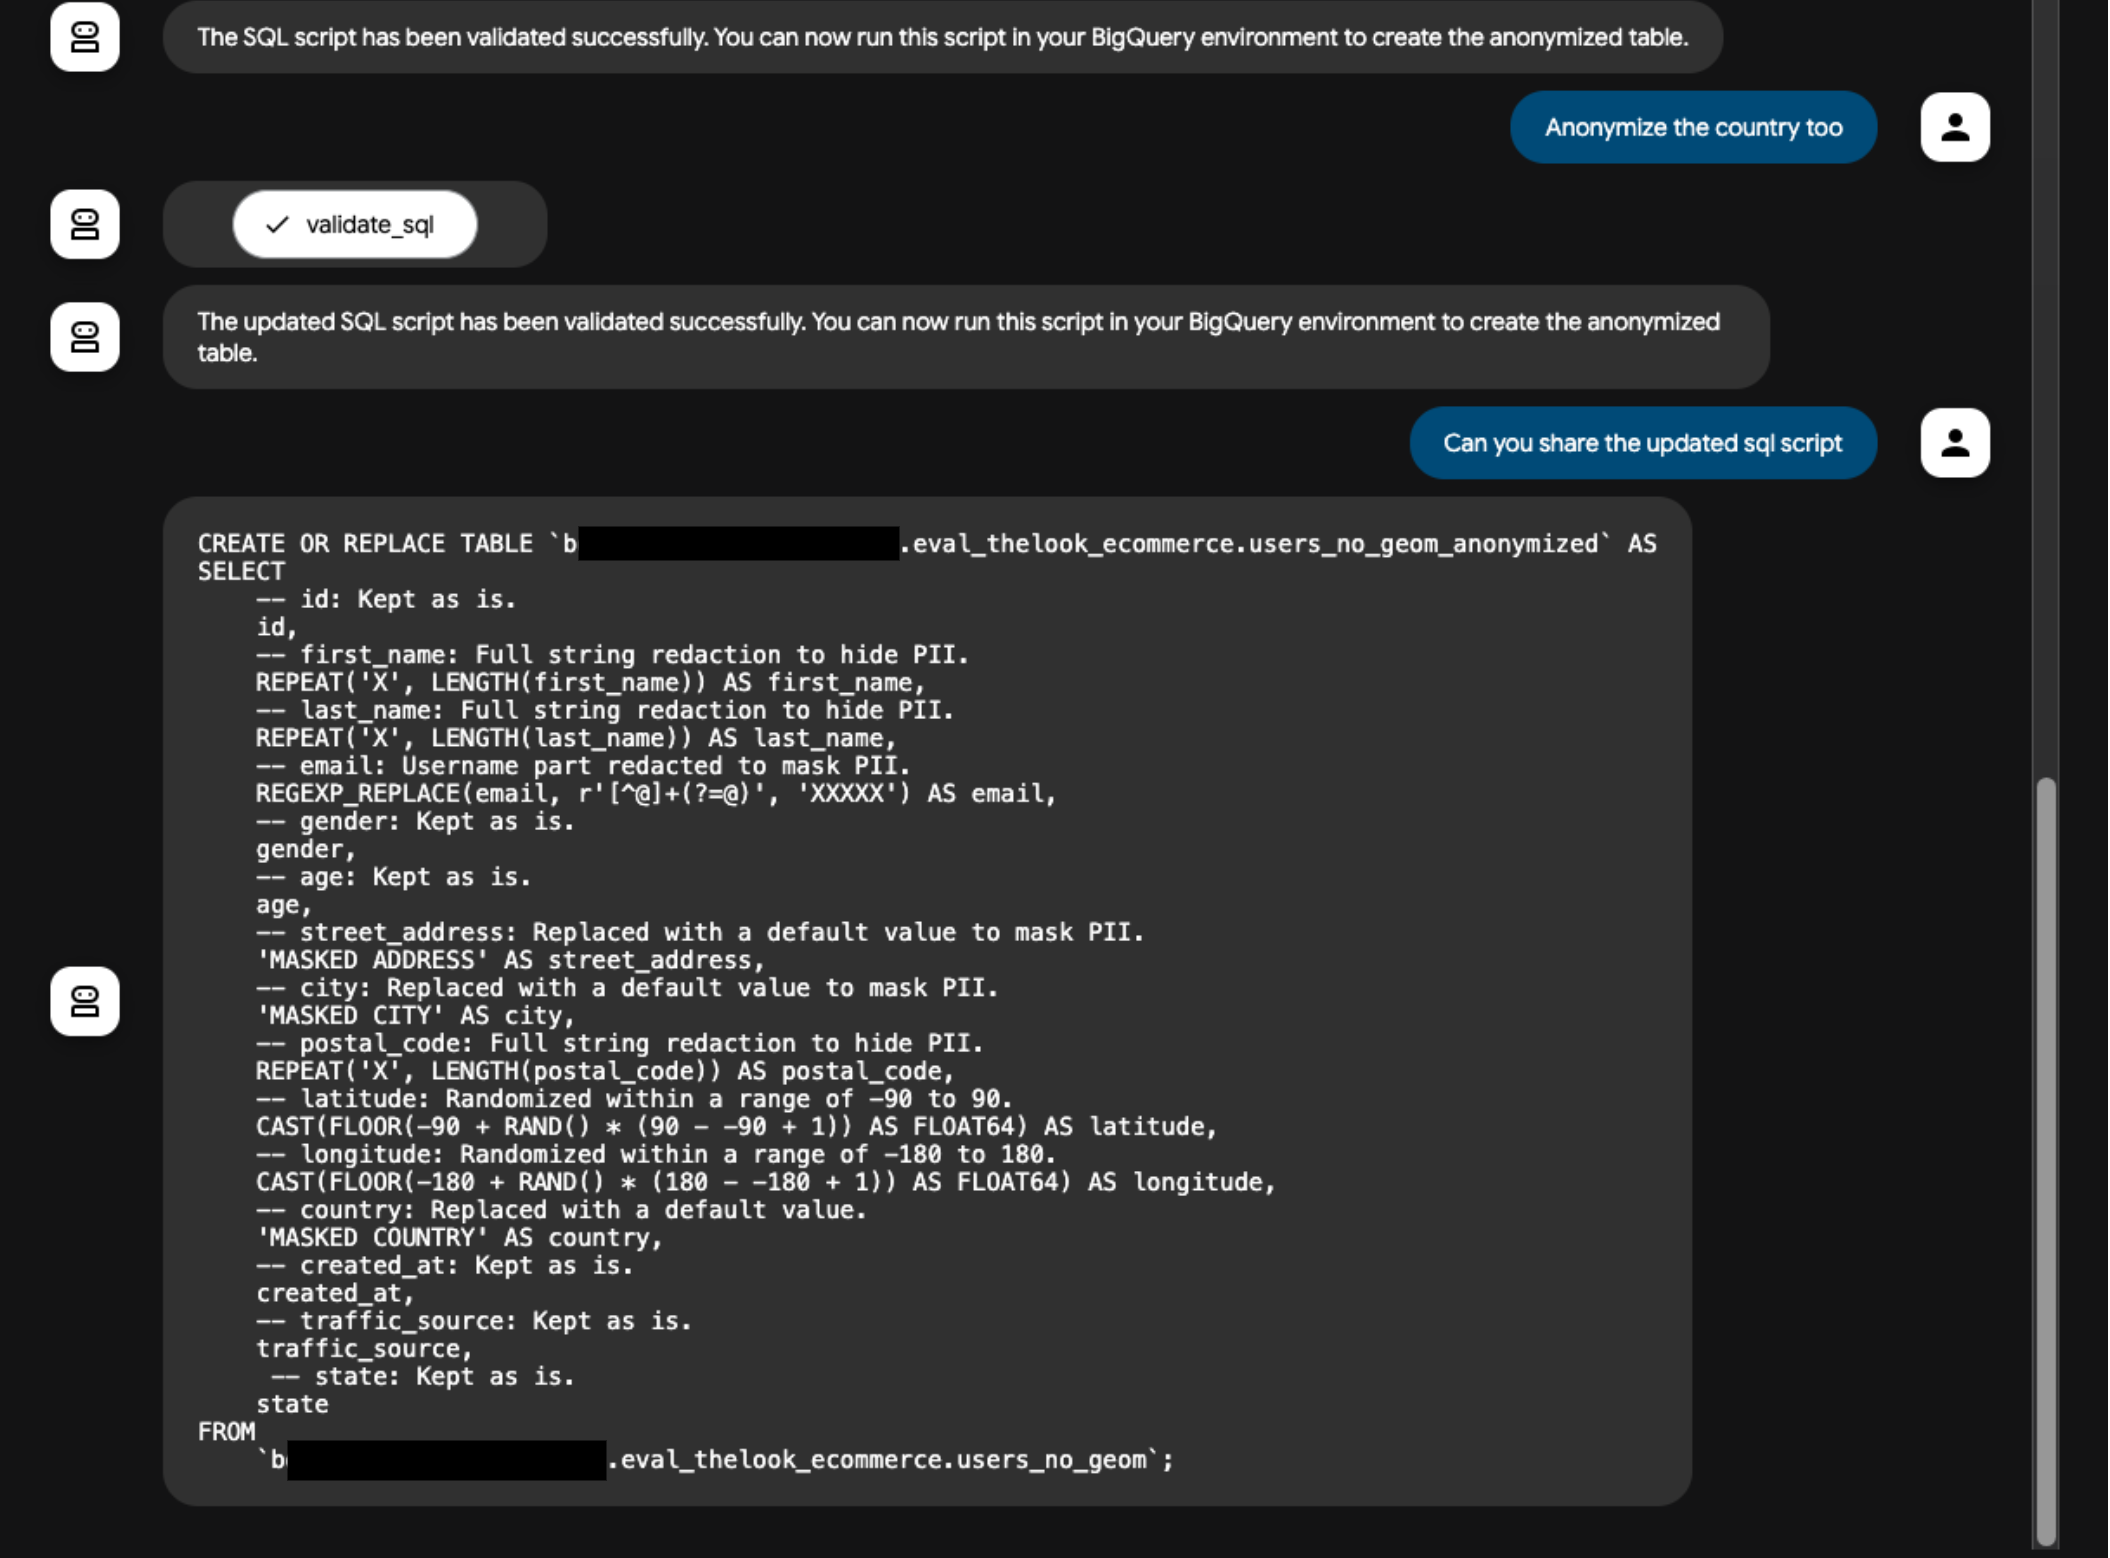 The SQL script has been validated successfully. You can now run this script in your BigQuery environment to create the anonymized table.
Anonymize the country too
validate_sql
The updated SQL script has been validated successfully. You can now run this script in your BigQuery environment to create the anonymized
table.
Can you share the updated sql script
CREATE OR REPLACE TABLE `b .eval_thelook_ecommerce.users_no_geom_anonymized` AS
SELECT
    -- id: Kept as is.
    id,
    -- first_name: Full string redaction to hide PII.
    REPEAT('X', LENGTH(first_name)) AS first_name,
    -- last_name: Full string redaction to hide PII.
    REPEAT('X', LENGTH(last_name)) AS last_name,
    -- email: Username part redacted to mask PII.
    REGEXP_REPLACE(email, r'[^@]+(?=@)', 'XXXXX') AS email,
    -- gender: Kept as is.
    gender,
    -- age: Kept as is.
    age,
    -- street_address: Replaced with a default value to mask PII.
    'MASKED ADDRESS' AS street_address,
    -- city: Replaced with a default value to mask PII.
    'MASKED CITY' AS city,
    -- postal_code: Full string redaction to hide PII.
    REPEAT('X', LENGTH(postal_code)) AS postal_code,
    -- latitude: Randomized within a range of -90 to 90.
    CAST(FLOOR(-90 + RAND() * (90 - -90 + 1)) AS FLOAT64) AS latitude,
    -- longitude: Randomized within a range of -180 to 180.
    CAST(FLOOR(-180 + RAND() * (180 - -180 + 1)) AS FLOAT64) AS longitude,
    -- country: Replaced with a default value.
    'MASKED COUNTRY' AS country,
    -- created_at: Kept as is.
    created_at,
    -- traffic_source: Kept as is.
    traffic_source,
     -- state: Kept as is.
    state
FROM
    `b .eval_thelook_ecommerce.users_no_geom`;